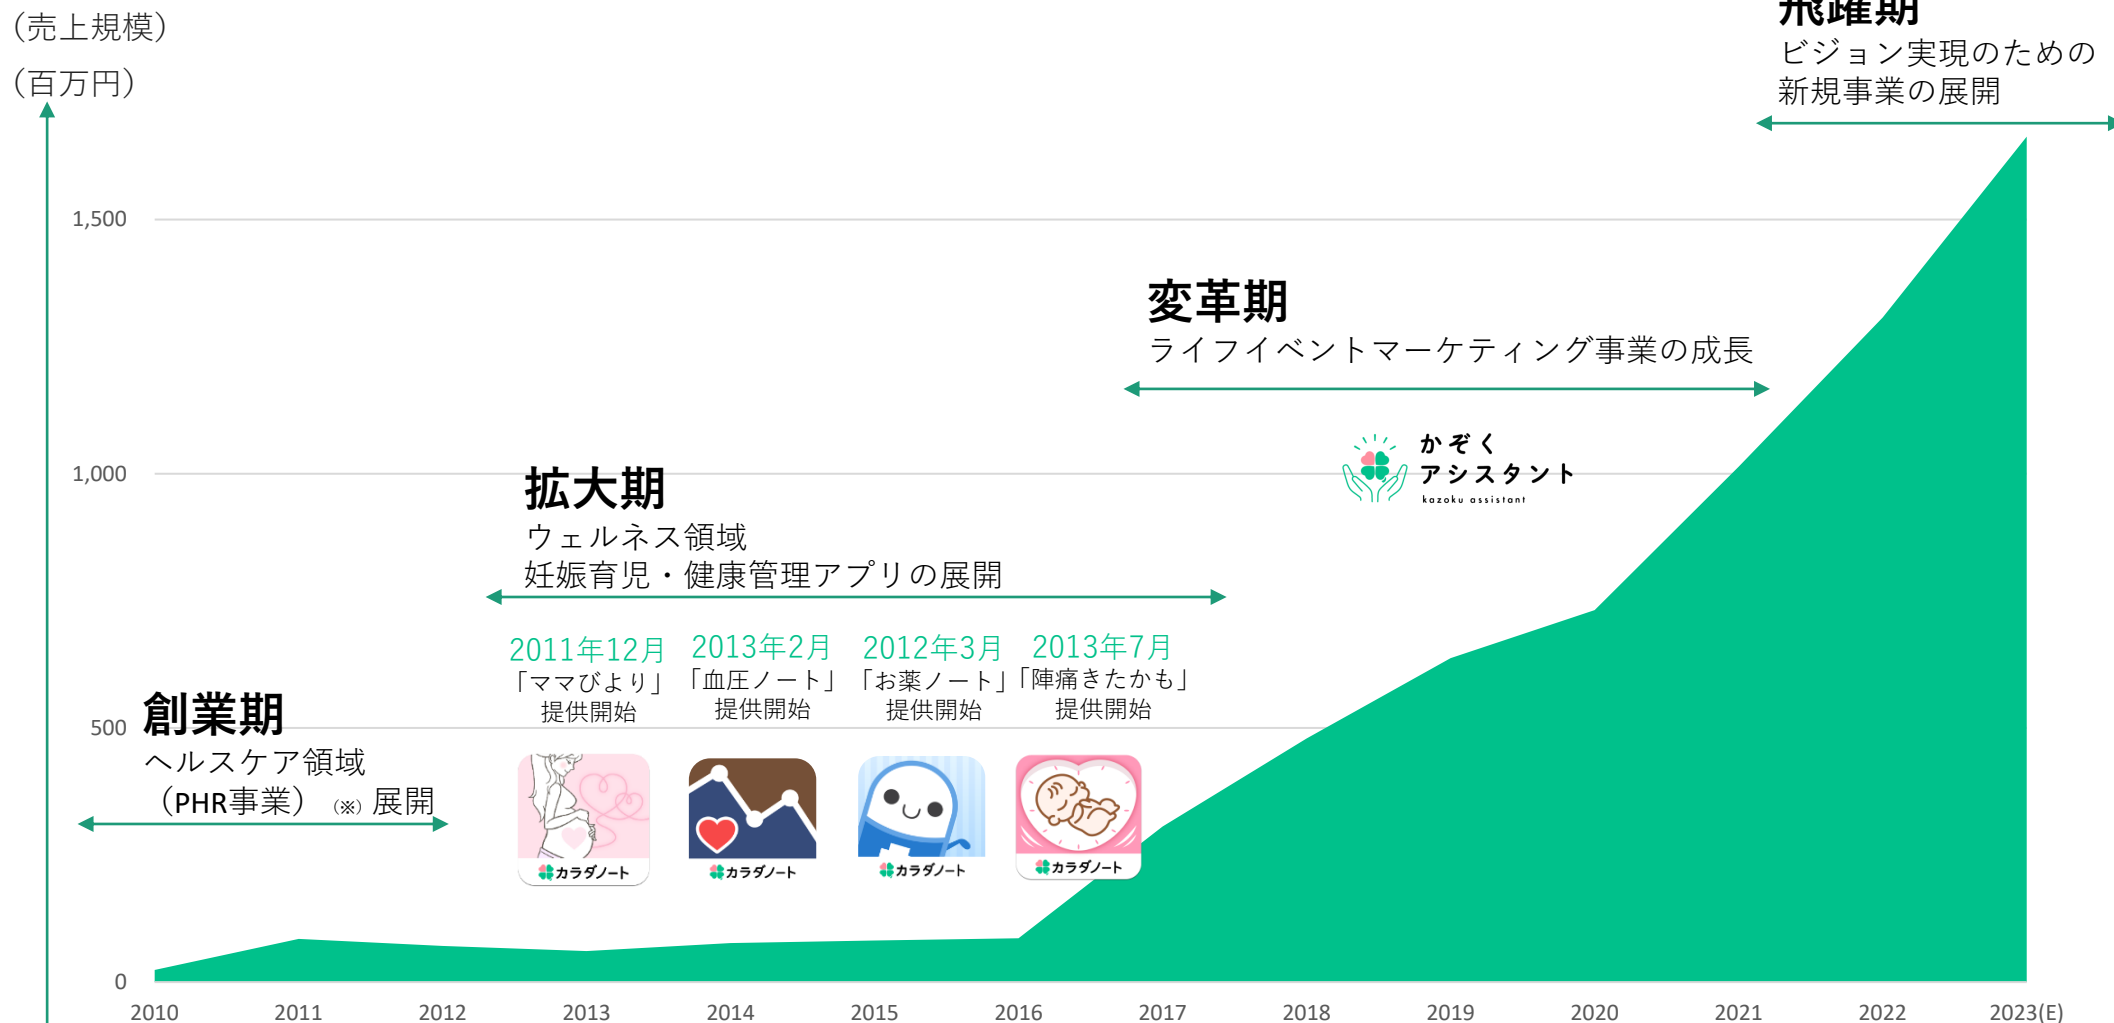 （売上規模）
（百万円）
飛躍期
ビジョン実現のための
新規事業の展開
1,500
変革期
ライフイベントマーケティング事業の成長
かぞく
アシスタント
kazoku assistant
1,000
拡大期
ウェルネス領域
妊娠育児・健康管理アプリの展開
2011年12月
「ママびより」
提供開始
2013年2月
「血圧ノート」
提供開始
2012年3月
「お薬ノート」
提供開始
2013年7月
「陣痛きたかも」
提供開始
カラダノート
カラダノート
カラダノート
カラダノート
500
創業期
ヘルスケア領域
（PHR事業）（※）展開
0
2010 2011 2012 2013 2014 2015 2016 2017 2018 2019 2020 2021 2022 2023(E)